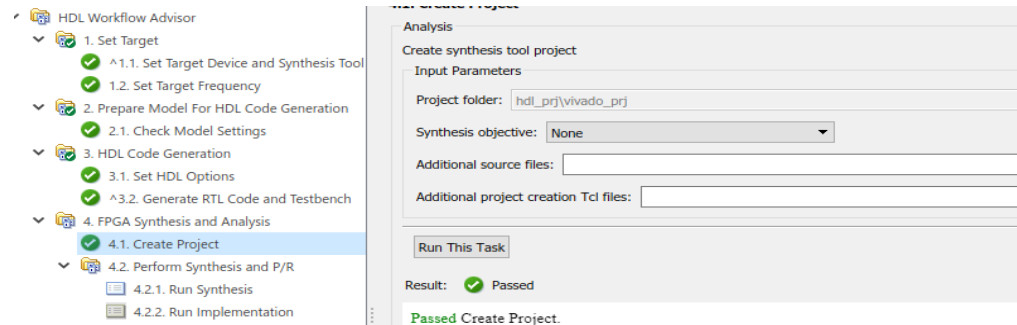 HDL Workflow Advisor
1. Set Target
^1.1. Set Target Device and Synthesis Tool
1.2. Set Target Frequency
2. Prepare Model For HDL Code Generation
2.1. Check Model Settings
3. HDL Code Generation
3.1. Set HDL Options
^3.2. Generate RTL Code and Testbench
4. FPGA Synthesis and Analysis
4.1. Create Project
4.2. Perform Synthesis and P/R
4.2.1. Run Synthesis
4.2.2. Run Implementation
4.1. Create Project
Analysis
Create synthesis tool project
Input Parameters
Project folder: hdl_prj\vivado_prj
Synthesis objective: None
Additional source files:
Additional project creation Tcl files:
Run This Task
Result: Passed
Passed Create Project.